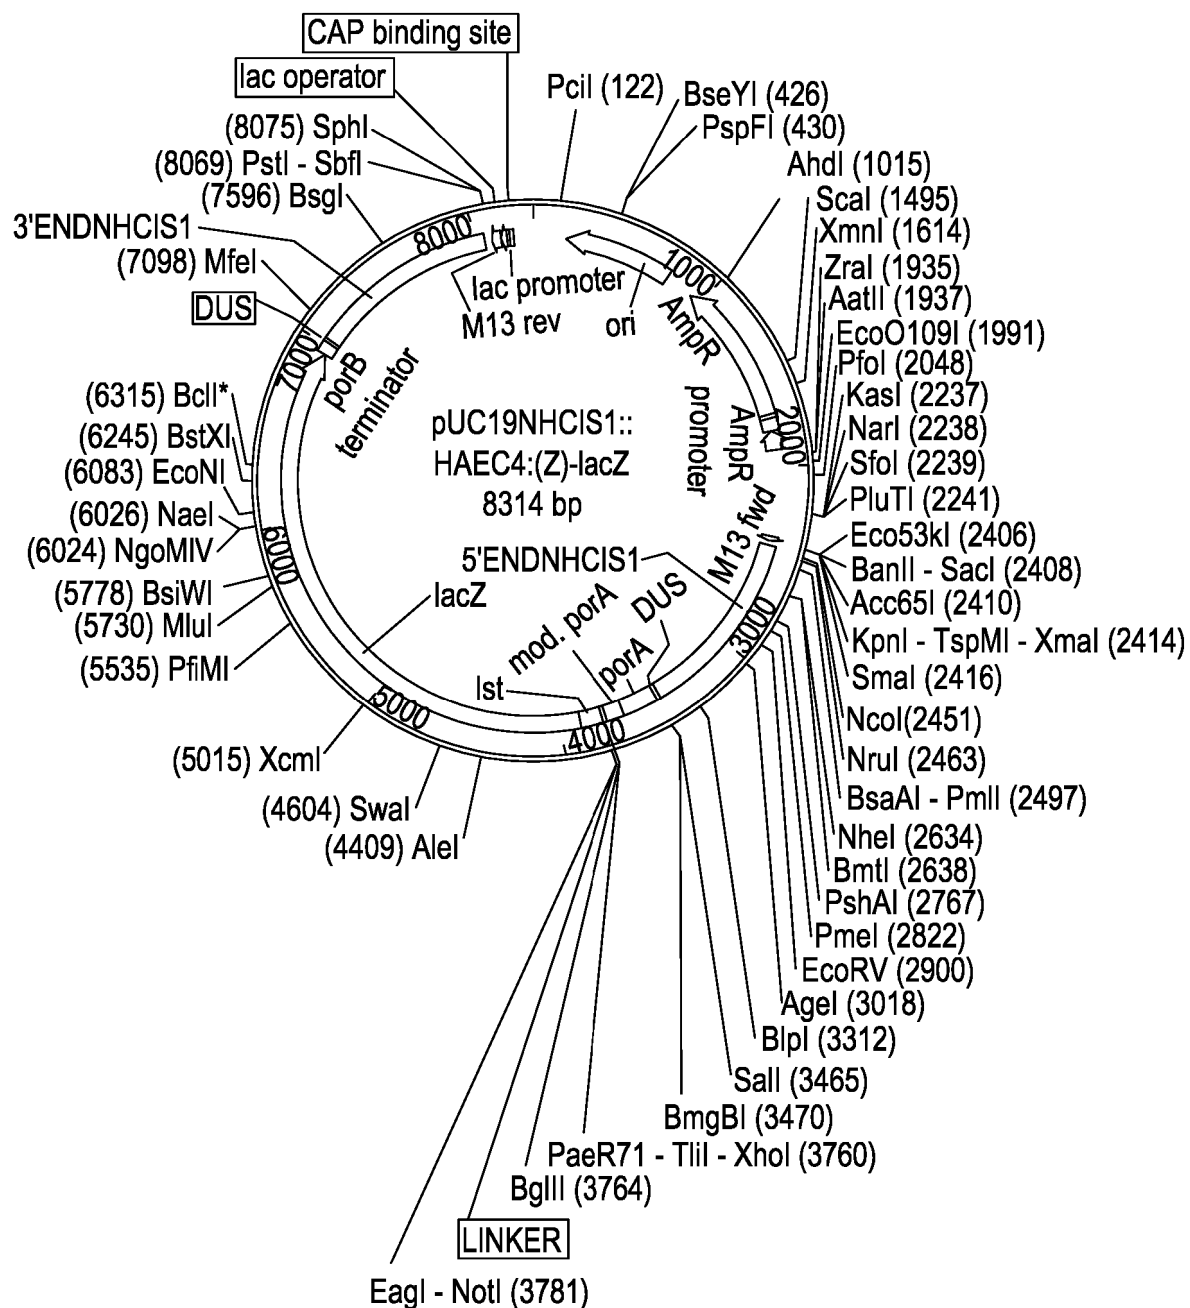 CAP binding site
lac operator
PciI (122)
BseYI (426)
PspFI (430)
AhdI (1015)
ScaI (1495)
XmnI (1614)
ZraI (1935)
AatII (1937)
EcoO109I (1991)
PfoI (2048)
KasI (2237)
NarI (2238)
SfoI (2239)
PluTI (2241)
Eco53kI (2406)
BanII - SacI (2408)
Acc65I (2410)
KpnI - TspMI - XmaI (2414)
SmaI (2416)
NcoI(2451)
NruI (2463)
BsaAI - PmlI (2497)
NheI (2634)
BmtI (2638)
PshAI (2767)
PmeI (2822)
EcoRV (2900)
AgeI (3018)
BlpI (3312)
SalI (3465)
BmgBI (3470)
PaeR71 - TliI - XhoI (3760)
BglII (3764)
LINKER
EagI - NotI (3781)
(4409) AleI
(4604) SwaI
(5015) XcmI
(5535) PflMI
(5730) MluI
(5778) BsiWI
(6024) NgoMIV
(6026) NaeI
(6083) EcoNI
(6245) BstXI
(6315) BclI*
DUS
(7098) MfeI
3'ENDNHCIS1
(7596) BsgI
(8069) PstI - SbfI
(8075) SphI
8000'
1000'
2000'
3000'
4000'
5000
6000
7000'
lac promoter
M13 rev
ori
AmpR
AmpR
promoter
M13 fwd
5'ENDNHCIS1
DUS
porA
mod. porA
lst
lacZ
porB
terminator
pUC19NHCIS1::
HAEC4:(Z)-lacZ
8314 bp